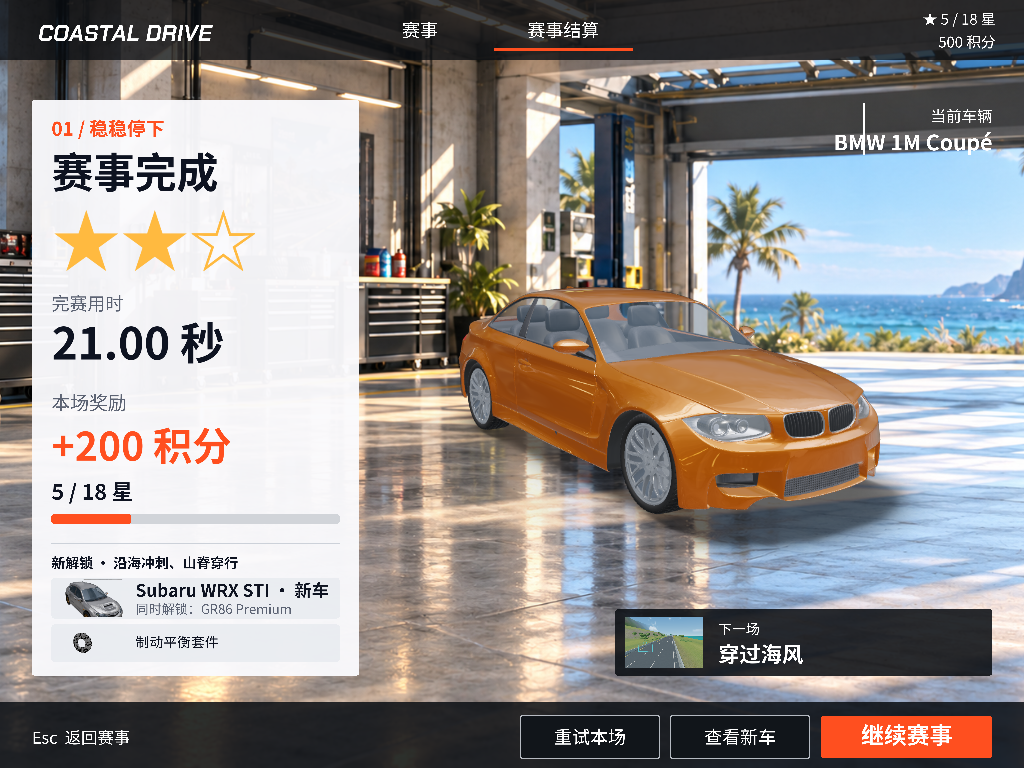 COASTAL DRIVE
赛事
赛事结算
★ 5 / 18 星
500 积分
当前车辆
BMW 1M Coupé
01 / 稳稳停下
赛事完成
完赛用时
21.00 秒
本场奖励
+200 积分
5 / 18 星
新解锁 · 沿海冲刺、山脊穿行
Subaru WRX STI · 新车
同时解锁：GR86 Premium
制动平衡套件
下一场
穿过海风
Esc 返回赛事
重试本场
查看新车
继续赛事